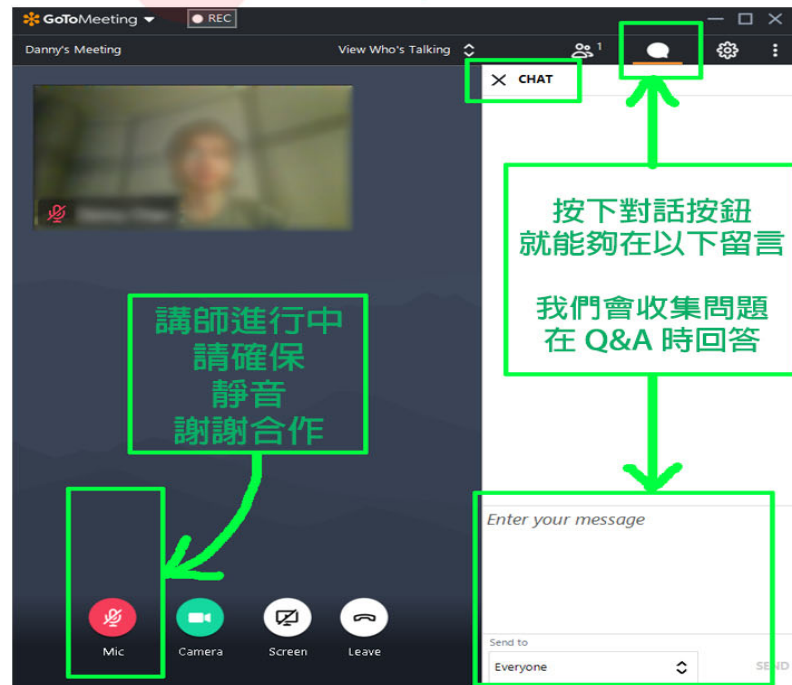 GoToMeeting
REC
Danny's Meeting
View Who's Talking
1
CHAT
按下對話按鈕
就能夠在以下留言
我們會收集問題
在 Q&A 時回答
講師進行中
請確保
靜音
謝謝合作
Enter your message
Mic
Camera
Screen
Leave
Send to
Everyone
SEND